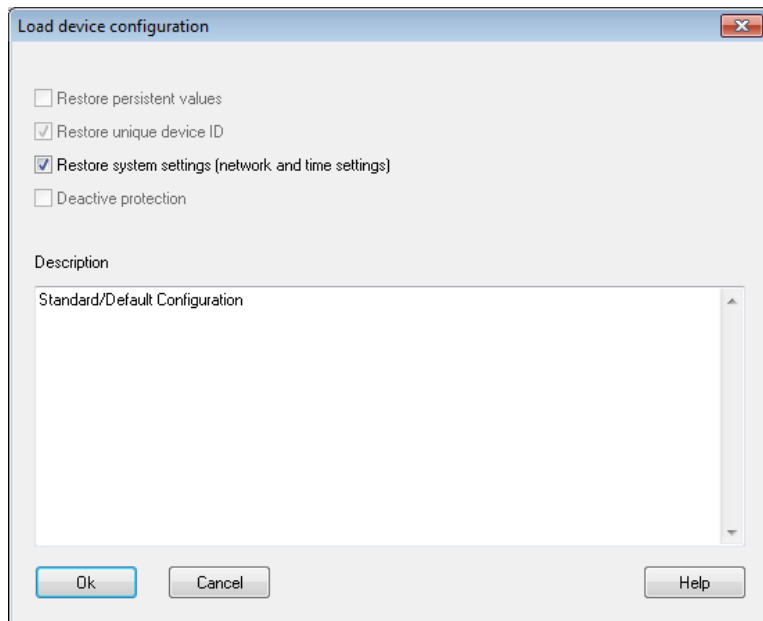 Load device configuration
Restore persistent values
Restore unique device ID
Restore system settings (network and time settings)
Deactive protection
Description
Standard/Default Configuration
Ok Cancel Help